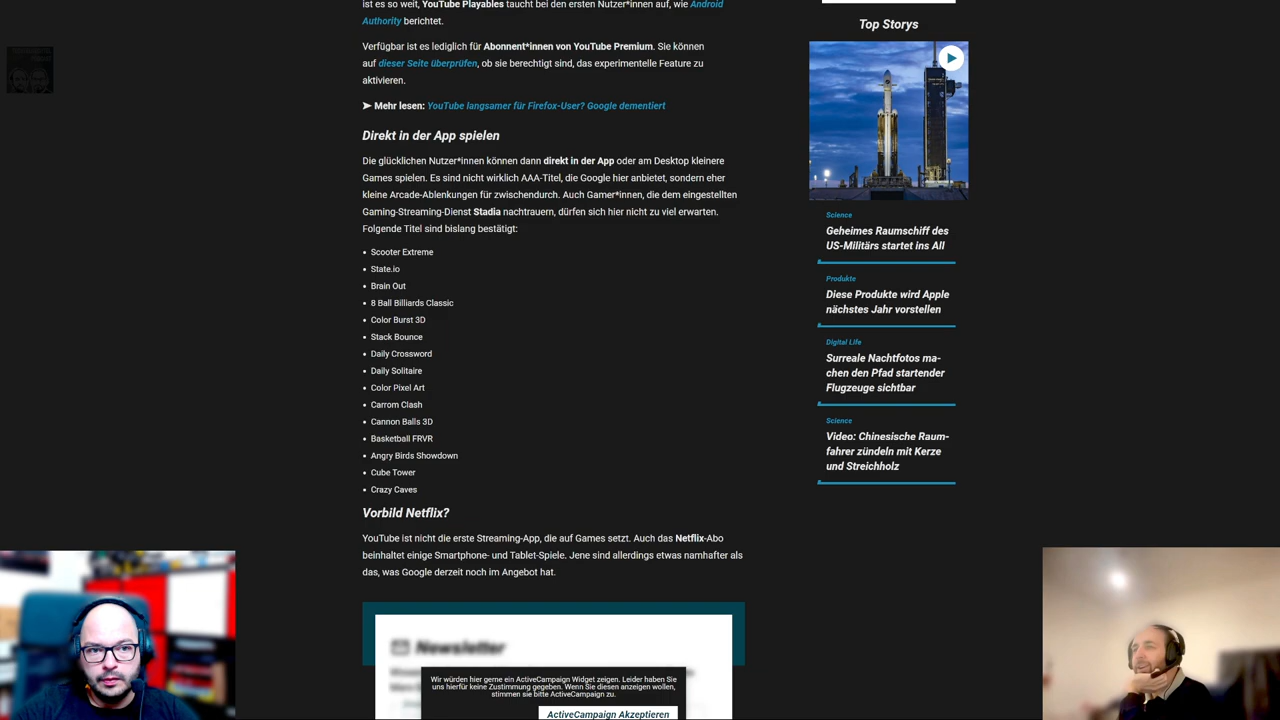 ist es so weit, YouTube Playables taucht bei den ersten Nutzer*innen auf, wie Android
Authority berichtet.
Verfügbar ist es lediglich für Abonnent*innen von YouTube Premium. Sie können
auf dieser Seite überprüfen, ob sie berechtigt sind, das experimentelle Feature zu
aktivieren.
➤ Mehr lesen: YouTube langsamer für Firefox-User? Google dementiert
Direkt in der App spielen
Die glücklichen Nutzer*innen können dann direkt in der App oder am Desktop kleinere
Games spielen. Es sind nicht wirklich AAA-Titel, die Google hier anbietet, sondern eher
kleine Arcade-Ablenkungen für zwischendurch. Auch Gamer*innen, die dem eingestellten
Gaming-Streaming-Dienst Stadia nachtrauern, dürfen sich hier nicht zu viel erwarten.
Folgende Titel sind bislang bestätigt:
• Scooter Extreme
• State.io
• Brain Out
• 8 Ball Billiards Classic
• Color Burst 3D
• Stack Bounce
• Daily Crossword
• Daily Solitaire
• Color Pixel Art
• Carrom Clash
• Cannon Balls 3D
• Basketball FRVR
• Angry Birds Showdown
• Cube Tower
• Crazy Caves
Vorbild Netflix?
YouTube ist nicht die erste Streaming-App, die auf Games setzt. Auch das Netflix-Abo
beinhaltet einige Smartphone- und Tablet-Spiele. Jene sind allerdings etwas namhafter als
das, was Google derzeit noch im Angebot hat.
Newsletter
Wir würden hier gerne ein ActiveCampaign Widget zeigen. Leider haben Sie
uns hierfür keine Zustimmung gegeben. Wenn Sie diesen anzeigen wollen,
stimmen sie bitte ActiveCampaign zu.
ActiveCampaign Akzeptieren
Top Storys
Science
Geheimes Raumschiff des
US-Militärs startet ins All
Produkte
Diese Produkte wird Apple
nächstes Jahr vorstellen
Digital Life
Surreale Nachtfotos ma-
chen den Pfad startender
Flugzeuge sichtbar
Science
Video: Chinesische Raum-
fahrer zündeln mit Kerze
und Streichholz